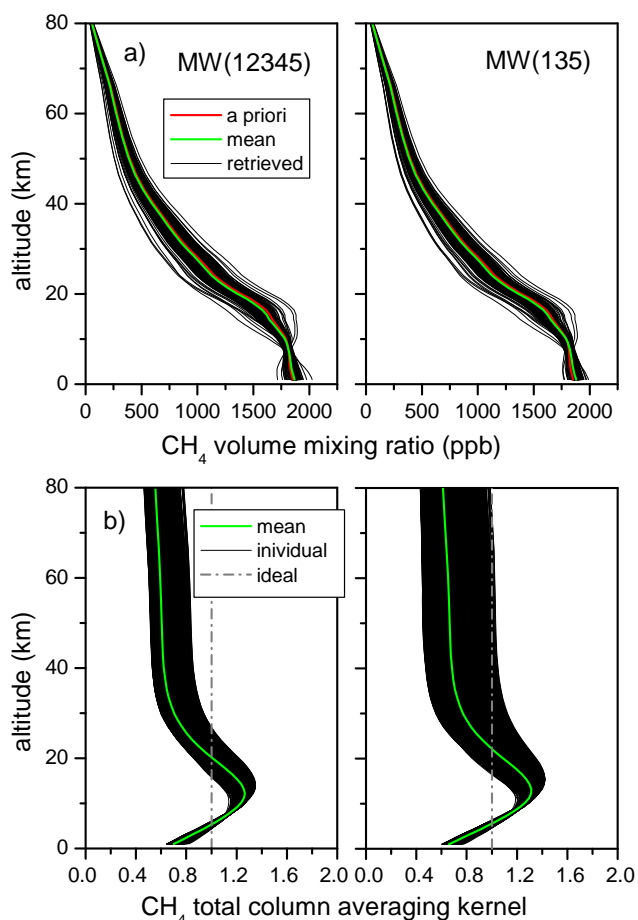 80
60
40
20
0
altitude (km)
a)
MW(12345)
MW(135)
a priori
mean
retrieved
0 500 1000 1500 2000
0 500 1000 1500 2000
CH4 volume mixing ratio (ppb)
80
60
40
20
0
altitude (km)
b)
mean
inividual
ideal
0.0 0.4 0.8 1.2 1.6 2.0
0.4 0.8 1.2 1.6 2.0
CH4 total column averaging kernel